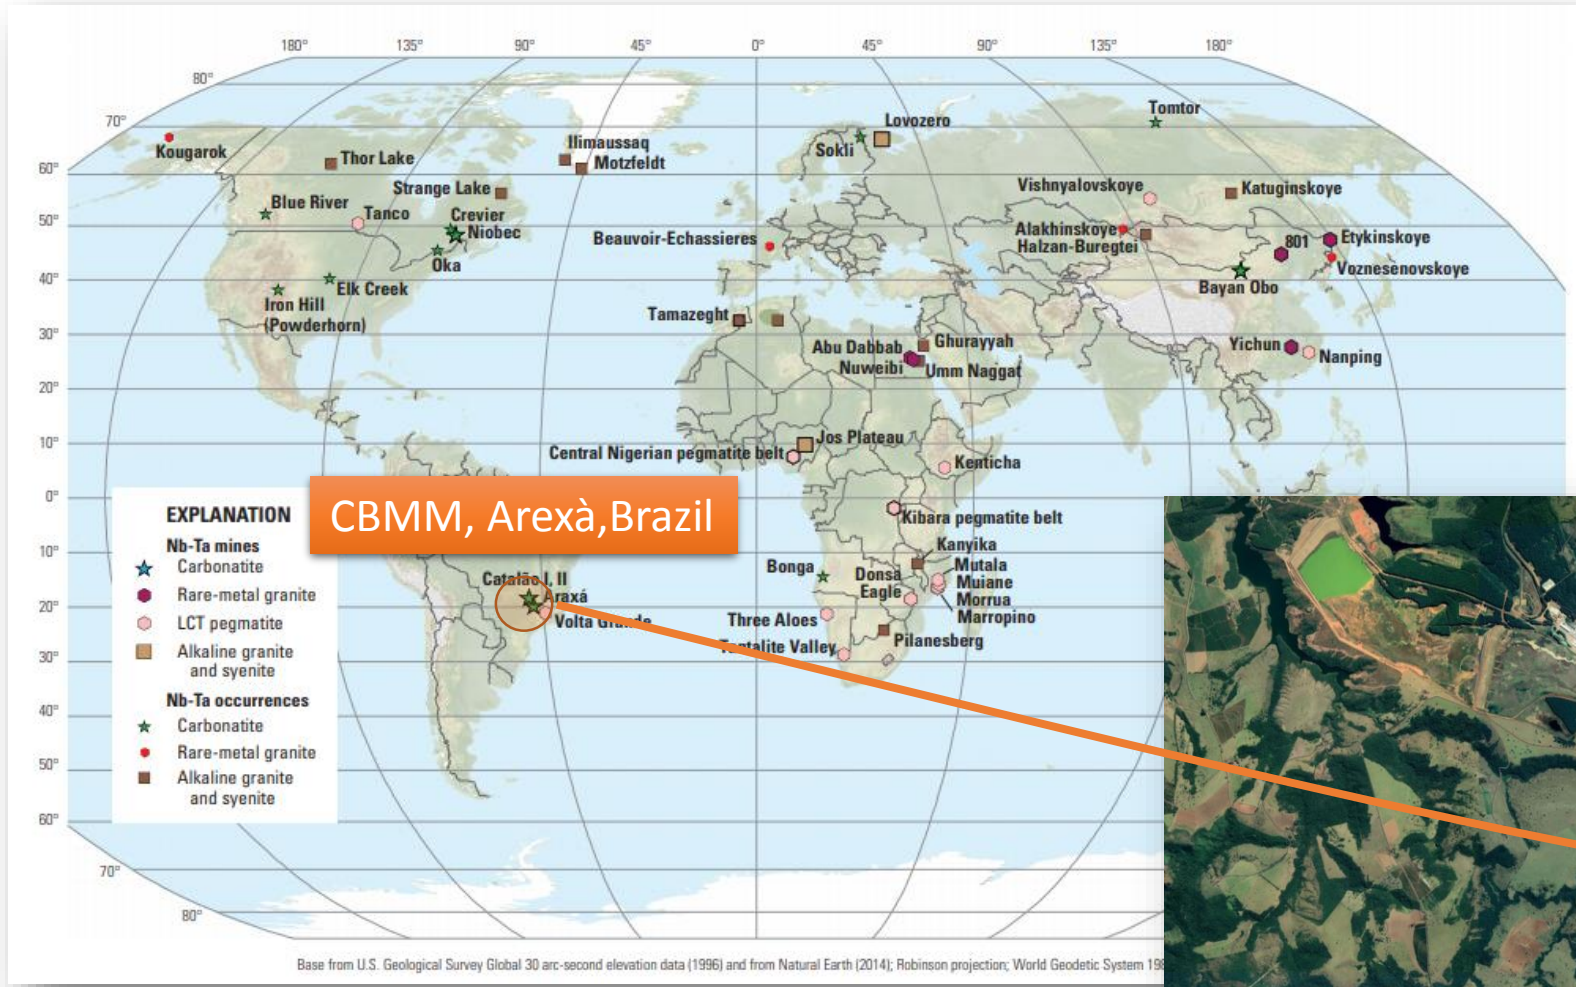 180° 135° 90° 45° 0° 45° 90° 135° 180°
80°
70°
60°
50°
40°
30°
20°
10°
0°
10°
20°
30°
40°
50°
60°
70°
80°
Kougarok
Thor Lake
Ilimaussaq
Motzfeldt
Strange Lake
Blue River
Tanco
Crevier
Niobec
Oka
Elk Creek
Iron Hill
(Powderhorn)
Lovozero
Sokli
Tomtor
Vishnyalovskoye
Katuginskoye
Beauvoir-Echassieres
Alakhinskoye
Halzan-Buregtei
801
Etykinskoye
Voznesenovskoye
Bayan Obo
Tamazeght
Abu Dabbab
Nuweibi
Ghurayyah
Umm Naggat
Yichun
Nanping
Jos Plateau
Central Nigerian pegmatite belt
Kenticha
CBMM, Arexà,Brazil
Kibara pegmatite belt
Kanyika
Mutala
Muiane
Morrua
Marropino
Bonga
Donsa
Eagle
Three Aloes
Tantalite Valley
Pilanesberg
Catalão I, II
Araxá
Volta Grande
EXPLANATION
Nb-Ta mines
Carbonatite
Rare-metal granite
LCT pegmatite
Alkaline granite
and syenite
Nb-Ta occurrences
Carbonatite
Rare-metal granite
Alkaline granite
and syenite
Base from U.S. Geological Survey Global 30 arc-second elevation data (1996) and from Natural Earth (2014); Robinson projection; World Geodetic System